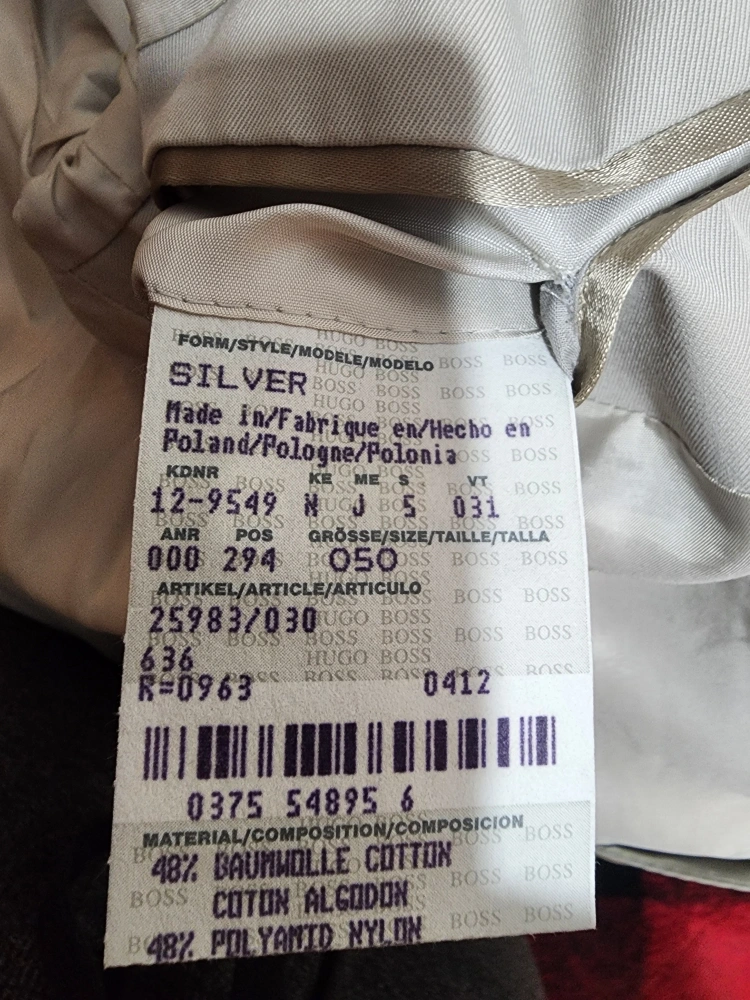 FORM/STYLE/MODELE/MODELO
SILVER
Made in/Fabrique en/Hecho en
Poland/Pologne/Polonia
KDNR KE ME S VT
12-9549 N J 5 031
ANR POS GRÖSSE/SIZE/TAILLE/TALLA
000 294 050
ARTIKEL/ARTICLE/ARTICULO
25983/030
636
R=0963 0412
0375 54895 6
MATERIAL/COMPOSITION/COMPOSICION
48% BAUMWOLLE COTTON
COTON ALGODON
48% POLYAMID NYLON
HUGO BOSS